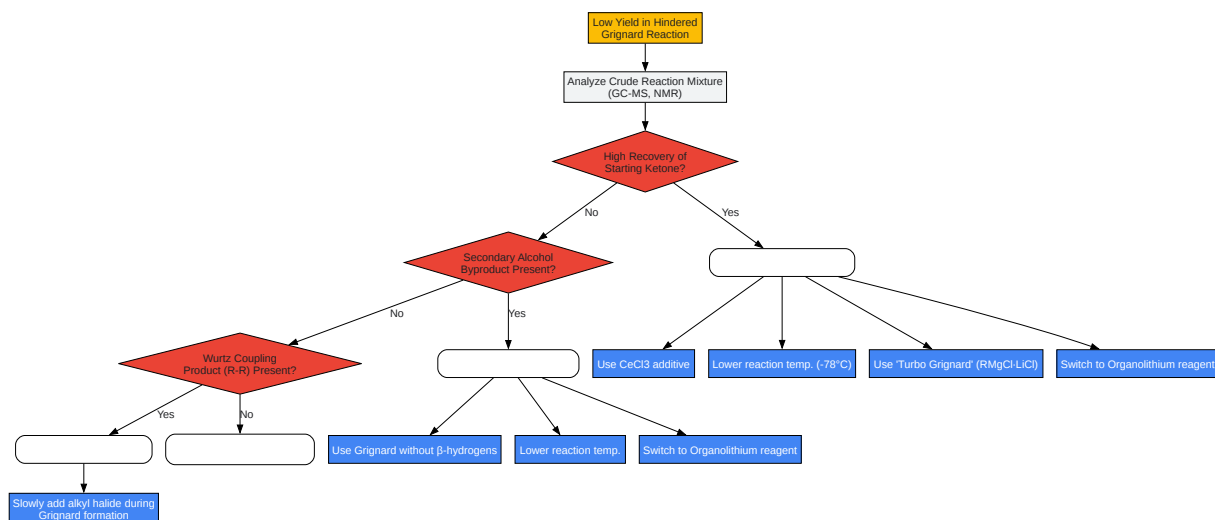 Low Yield in Hindered
Grignard Reaction
Analyze Crude Reaction Mixture
(GC-MS, NMR)
High Recovery of
Starting Ketone?
No
Yes
Secondary Alcohol
Byproduct Present?
No
Yes
Wurtz Coupling
Product (R-R) Present?
Use CeCl3 additive
Lower reaction temp. (-78°C)
Use 'Turbo Grignard' (RMgCl·LiCl)
Switch to Organolithium reagent
Yes
No
Use Grignard without β-hydrogens
Lower reaction temp.
Switch to Organolithium reagent
Slowly add alkyl halide during
Grignard formation